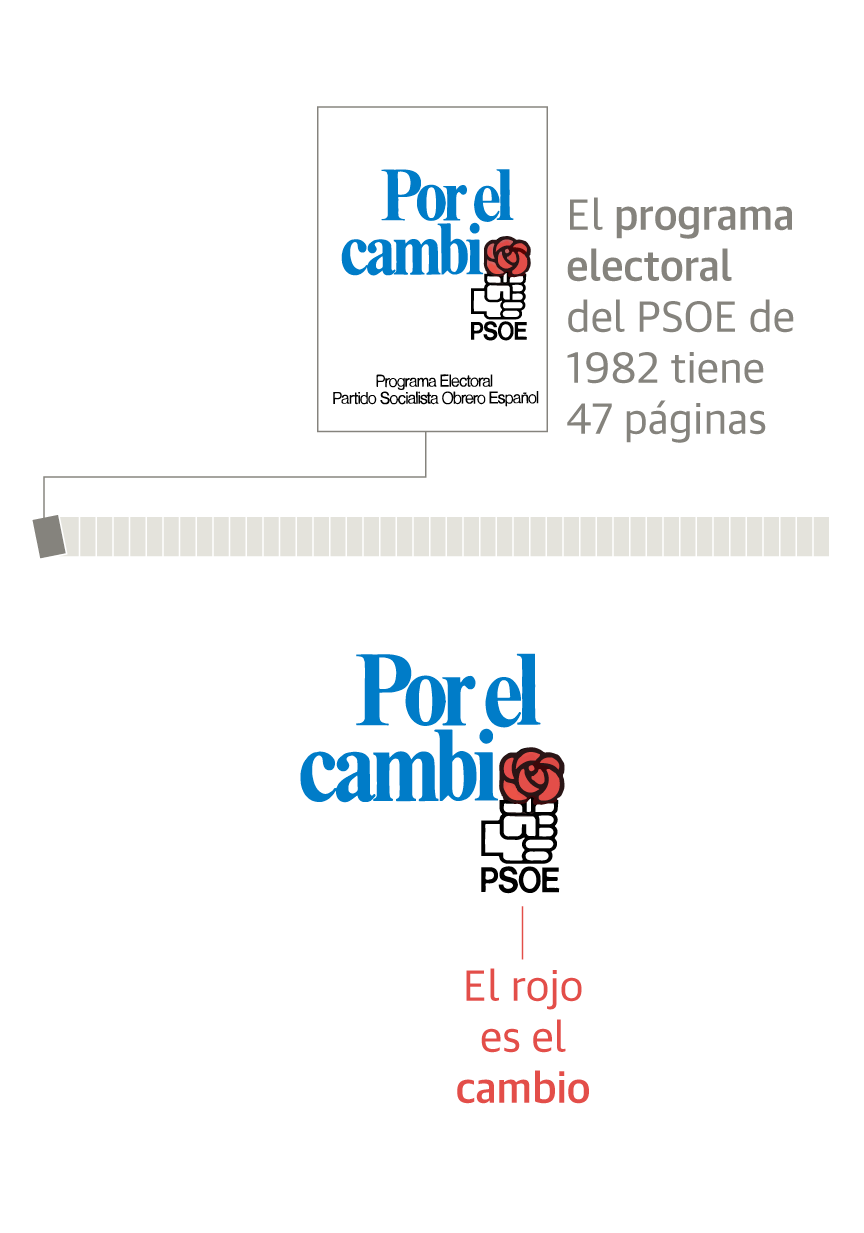 Por el
cambio
PSOE
Programa Electoral
Partido Socialista Obrero Español
El programa
electoral
del PSOE de
1982 tiene
47 páginas
Por el
cambio
PSOE
El rojo
es el
cambio